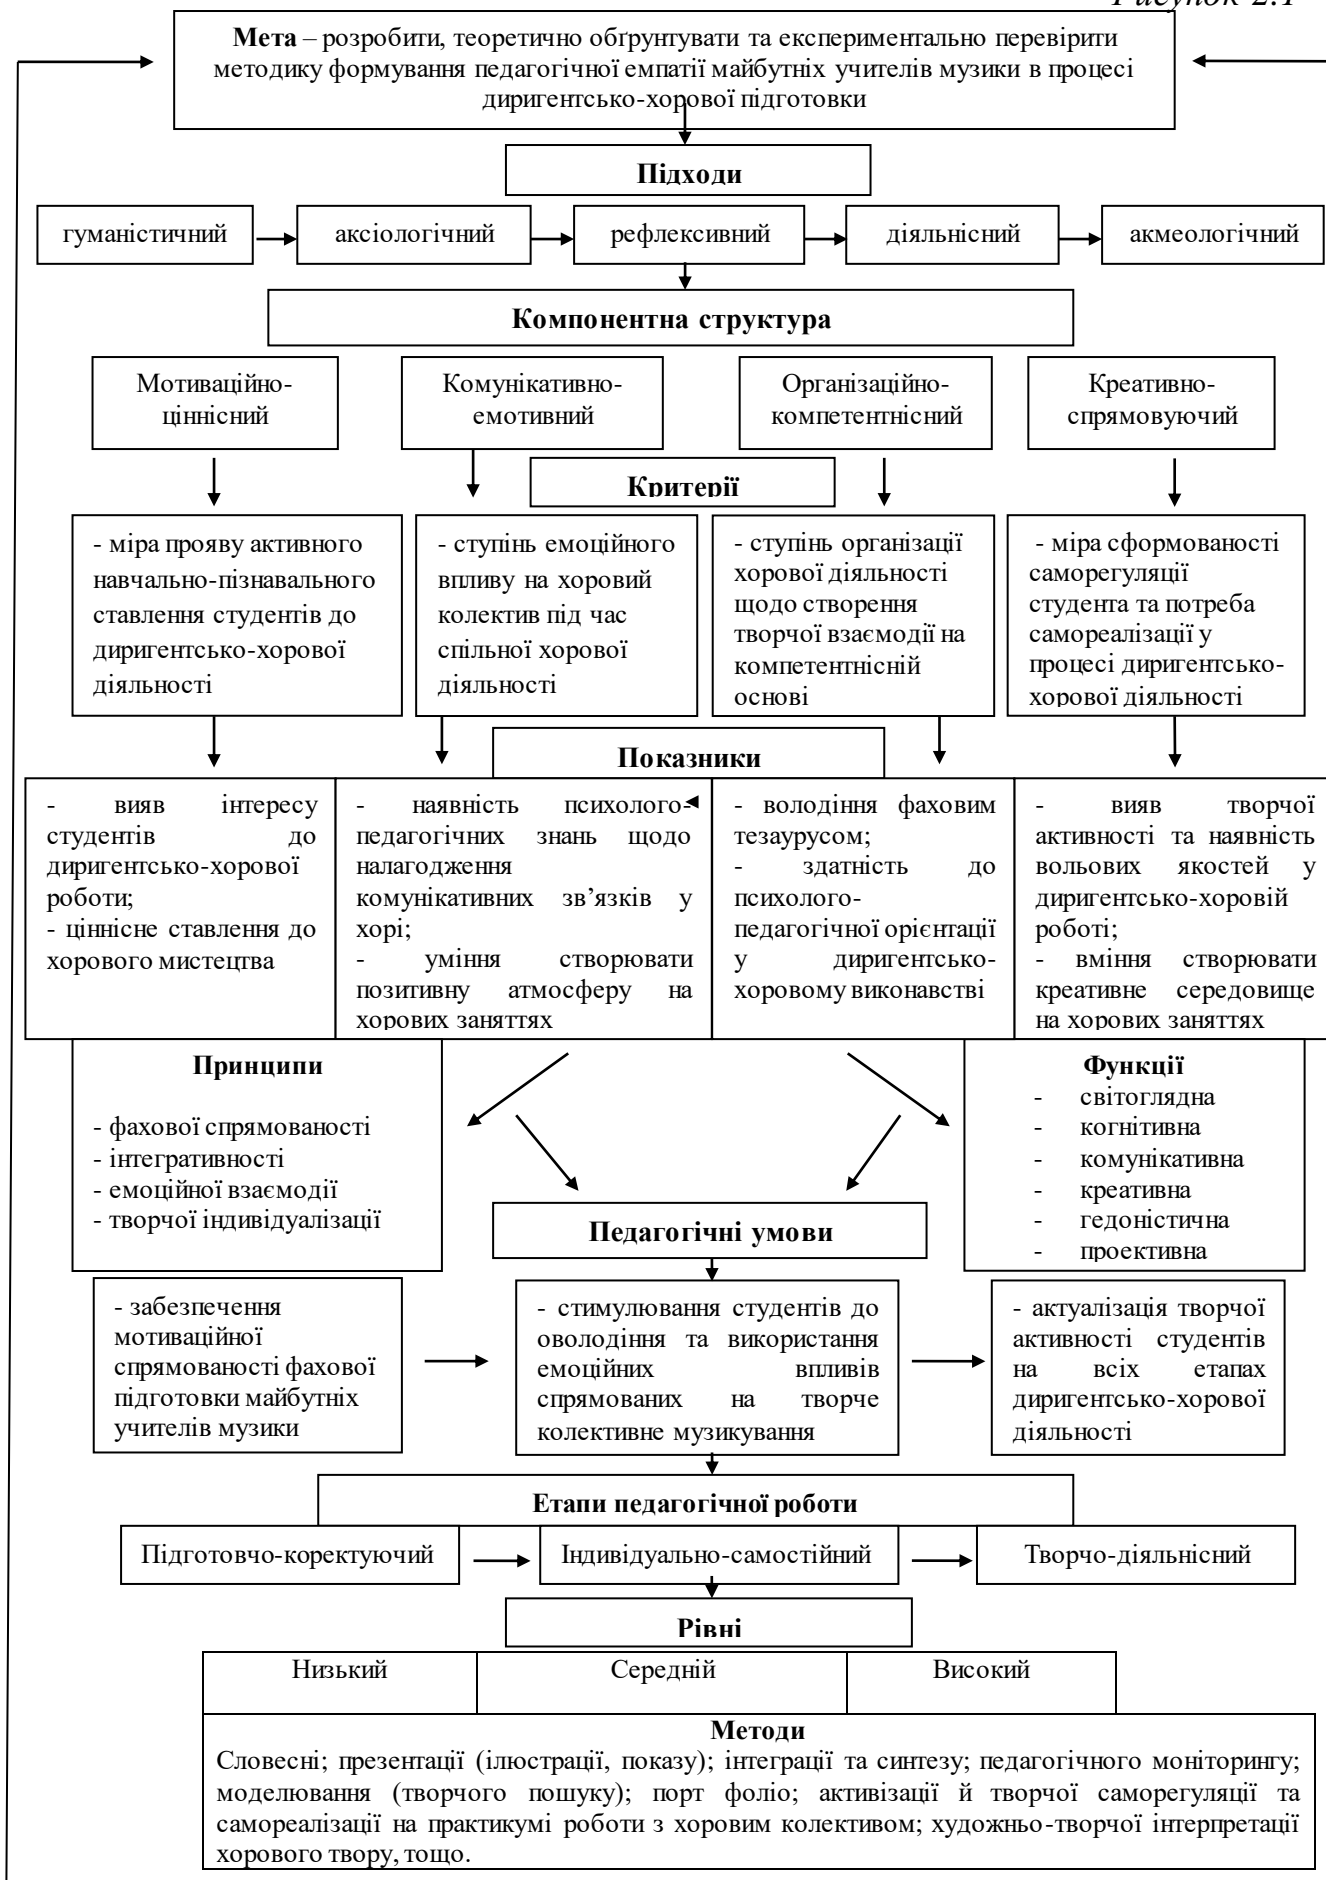 Рисунок 2.1
Мета – розробити, теоретично обґрунтувати та експериментально перевірити
методику формування педагогічної емпатії майбутніх учителів музики в процесі
диригентсько-хорової підготовки
Підходи
гуманістичний
аксіологічний
рефлексивний
діяльнісний
акмеологічний
Компонентна структура
Мотиваційно-
ціннісний
Комунікативно-
емотивний
Організаційно-
компетентнісний
Креативно-
спрямовуючий
Критерії
- міра прояву активного
навчально-пізнавального
ставлення студентів до
диригентсько-хорової
діяльності
- ступінь емоційного
впливу на хоровий
колектив під час
спільної хорової
діяльності
- ступінь організації
хорової діяльності
щодо створення
творчої взаємодії на
компетентнісній
основі
- міра сформованості
саморегуляції
студента та потреба
самореалізації у
процесі диригентсько-
хорової діяльності
Показники
- вияв інтересу
студентів до
диригентсько-хорової
роботи;
- ціннісне ставлення до
хорового мистецтва
- наявність психолого-
педагогічних знань щодо
налагодження
комунікативних зв’язків у
хорі;
- уміння створювати
позитивну атмосферу на
хорових заняттях
- володіння фаховим
тезаурусом;
- здатність до
психолого-
педагогічної орієнтації
у диригентсько-
хоровому виконавстві
- вияв творчої
активності та наявність
вольових якостей у
диригентсько-хоровій
роботі;
- вміння створювати
креативне середовище
на хорових заняттях
Принципи
- фахової спрямованості
- інтегративності
- емоційної взаємодії
- творчої індивідуалізації
Функції
- світоглядна
- когнітивна
- комунікативна
- креативна
- гедоністична
- проективна
Педагогічні умови
- забезпечення
мотиваційної
спрямованості фахової
підготовки майбутніх
учителів музики
- стимулювання студентів до
оволодіння та використання
емоційних впливів
спрямованих на творче
колективне музикування
- актуалізація творчої
активності студентів
на всіх етапах
диригентсько-хорової
діяльності
Етапи педагогічної роботи
Підготовчо-коректуючий
Індивідуально-самостійний
Творчо-діяльнісний
Рівні
Низький
Середній
Високий
Методи
Словесні; презентації (ілюстрації, показу); інтеграції та синтезу; педагогічного моніторингу;
моделювання (творчого пошуку); порт фоліо; активізації й творчої саморегуляції та
самореалізації на практикумі роботи з хоровим колективом; художньо-творчої інтерпретації
хорового твору, тощо.